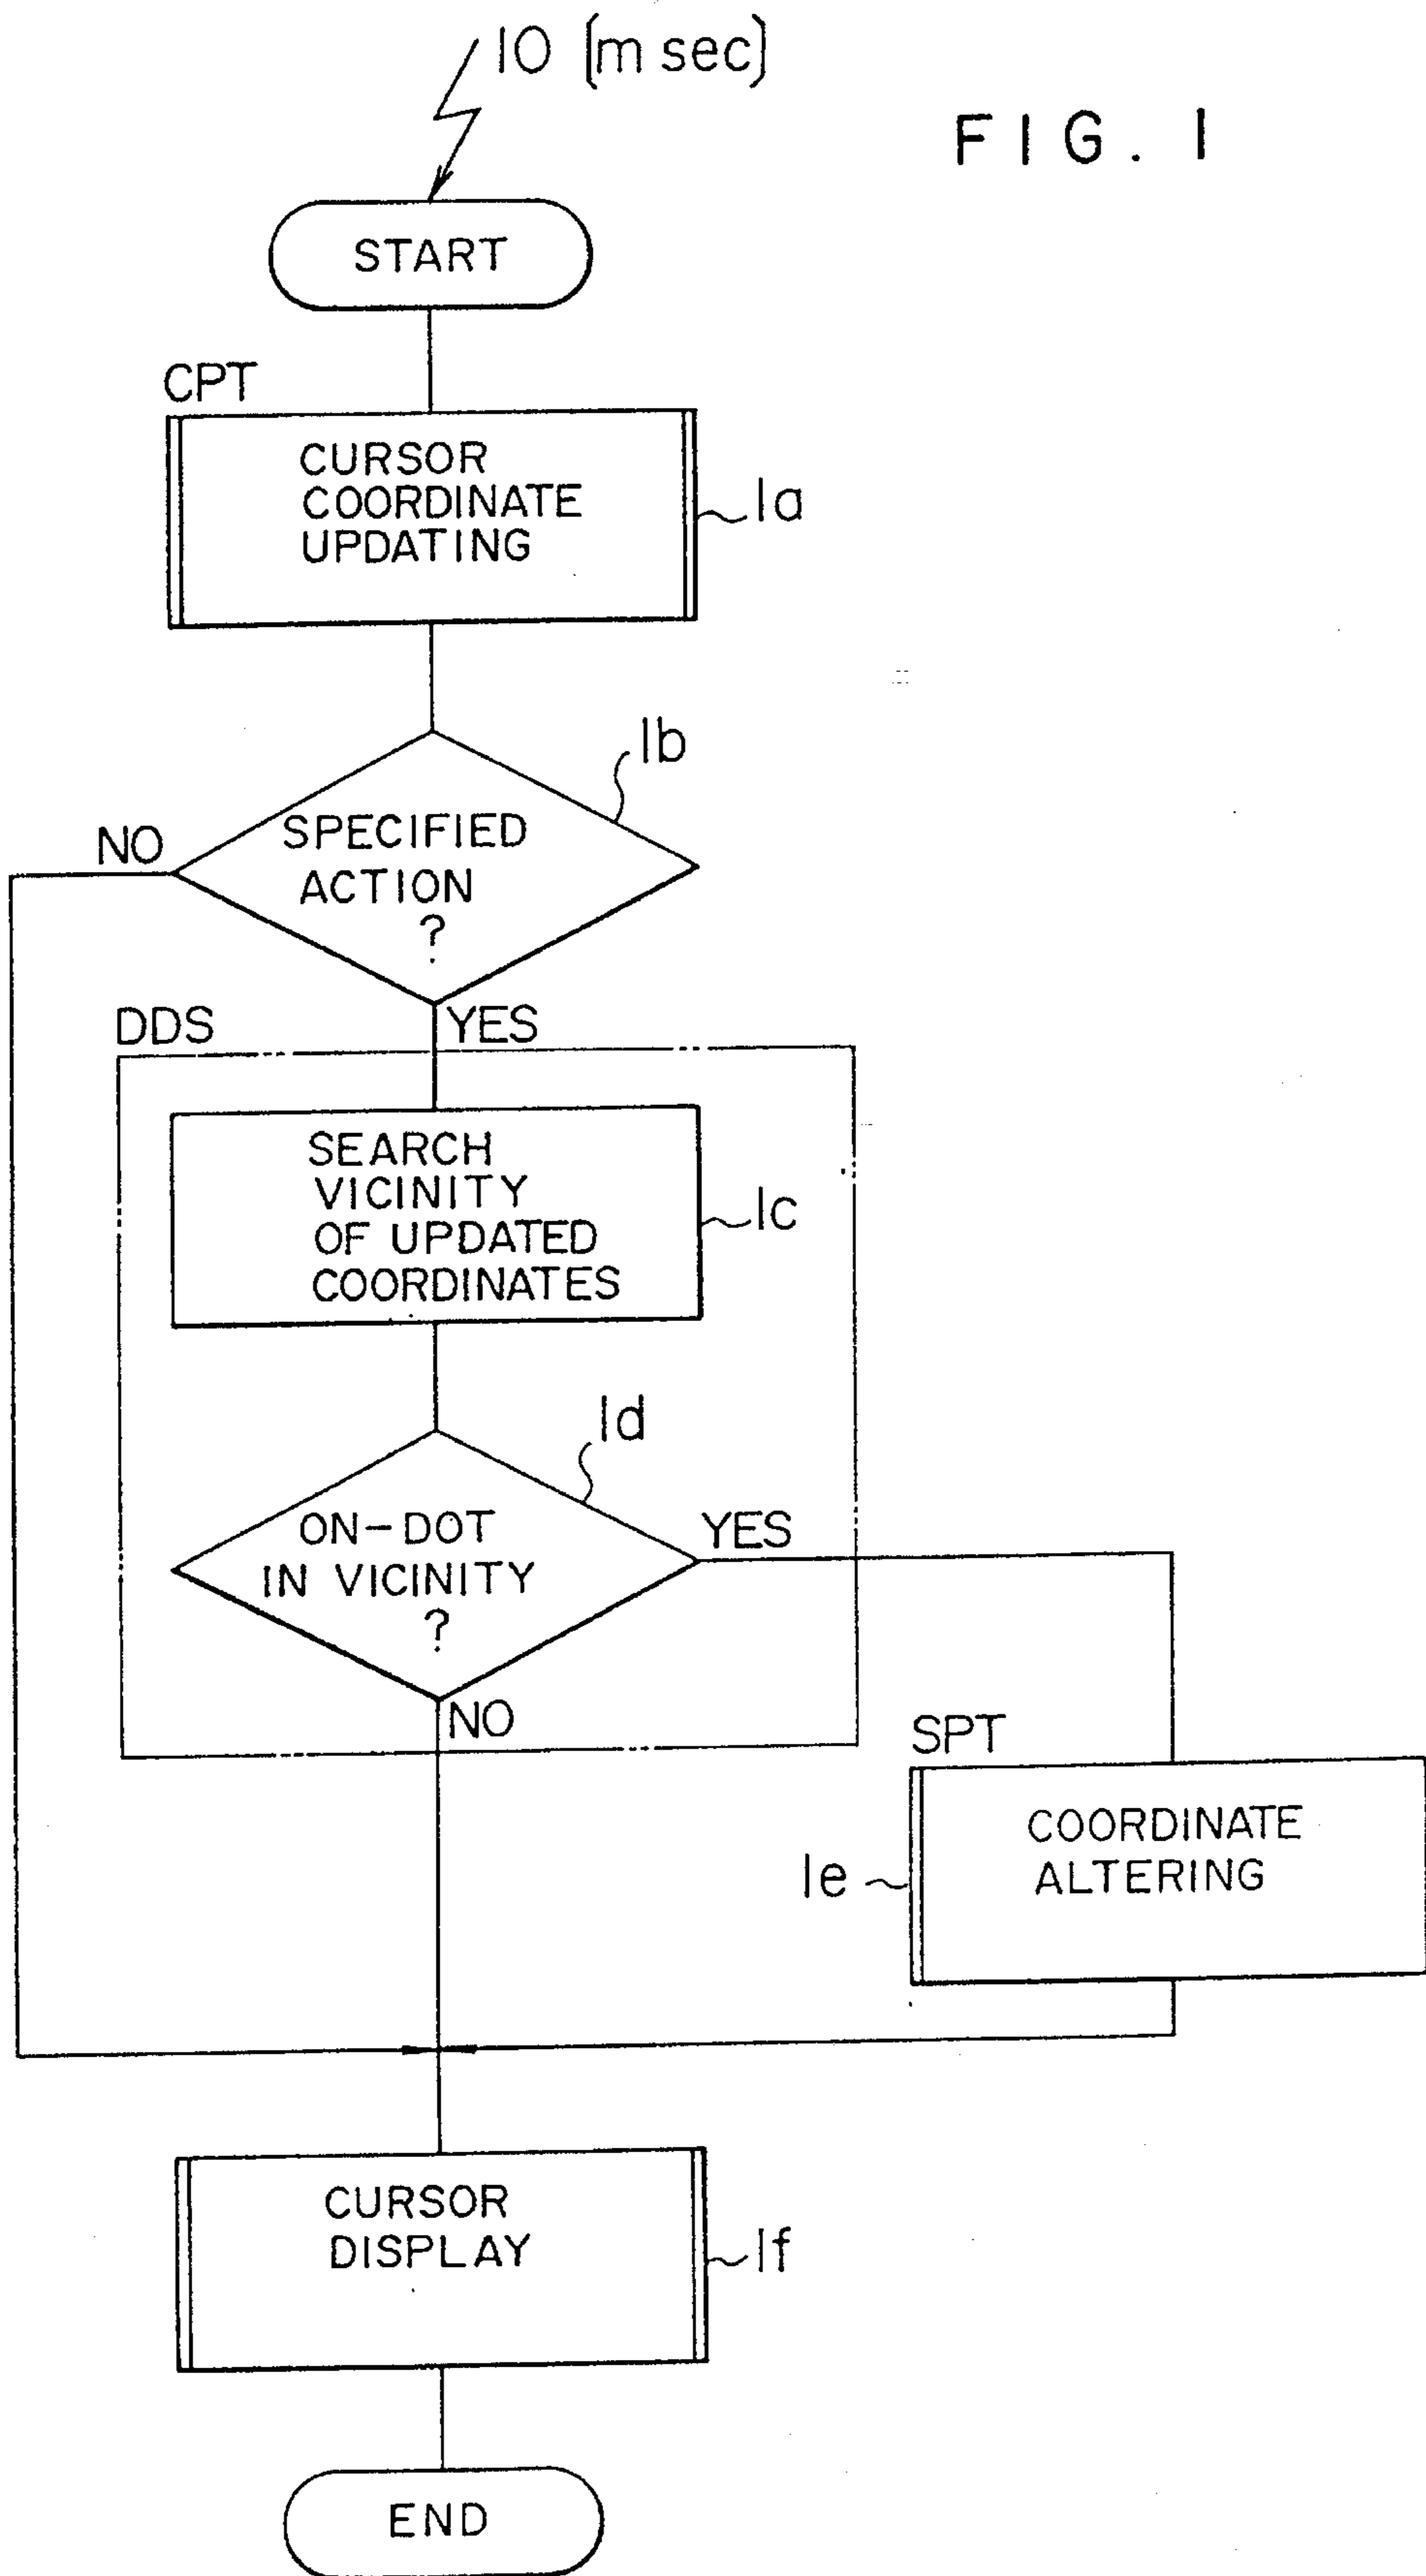 10 [m sec]
FIG. 1
START
CPT
CURSOR
COORDINATE
UPDATING
1a
1b
NO
SPECIFIED
ACTION
?
DDS
YES
SEARCH
VICINITY
OF UPDATED
COORDINATES
1c
1d
ON-DOT
IN VICINITY
?
YES
NO
SPT
COORDINATE
ALTERING
1e
CURSOR
DISPLAY
1f
END